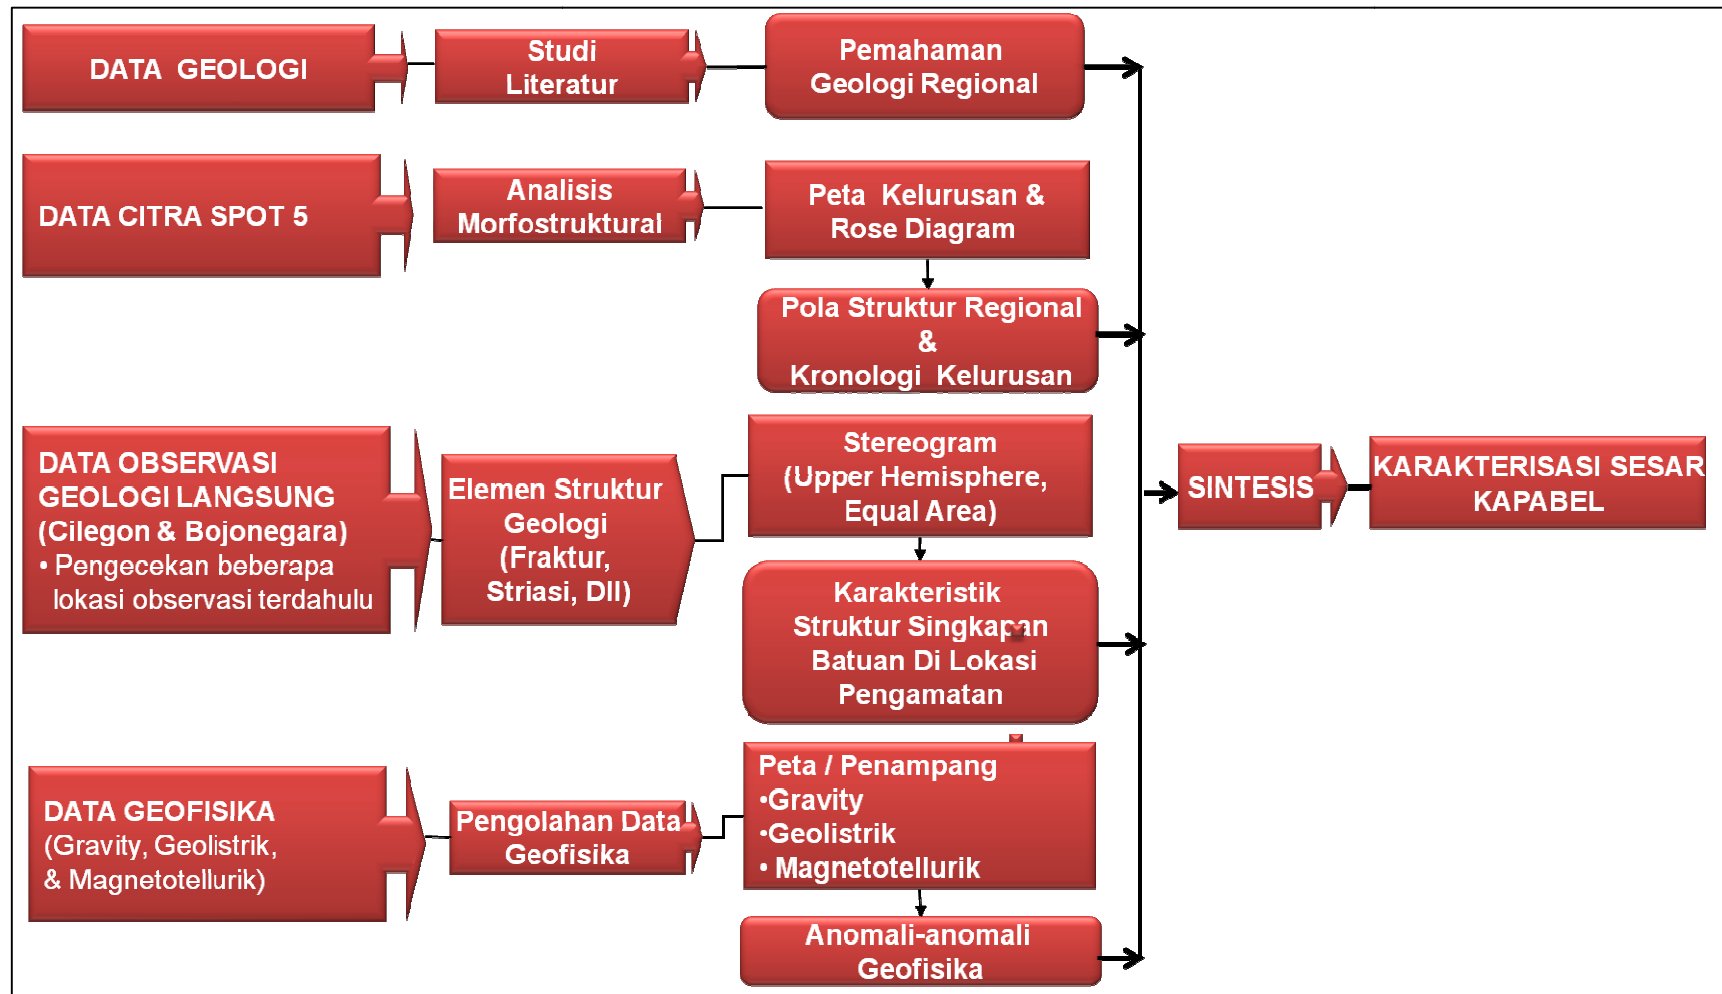 DATA GEOLOGI
Studi
Literatur
Pemahaman
Geologi Regional
DATA CITRA SPOT 5
Analisis
Morfostruktural
Peta Kelurusan &
Rose Diagram
Pola Struktur Regional
&
Kronologi Kelurusan
DATA OBSERVASI
GEOLOGI LANGSUNG
(Cilegon & Bojonegara)
• Pengecekan beberapa
lokasi observasi terdahulu
Elemen Struktur
Geologi
(Fraktur,
Striasi, Dll)
Stereogram
(Upper Hemisphere,
Equal Area)
Karakteristik
Struktur Singkapan
Batuan Di Lokasi
Pengamatan
SINTESIS
KARAKTERISASI SESAR
KAPABEL
DATA GEOFISIKA
(Gravity, Geolistrik,
& Magnetotellurik)
Pengolahan Data
Geofisika
Peta / Penampang
•Gravity
•Geolistrik
• Magnetotellurik
Anomali-anomali
Geofisika